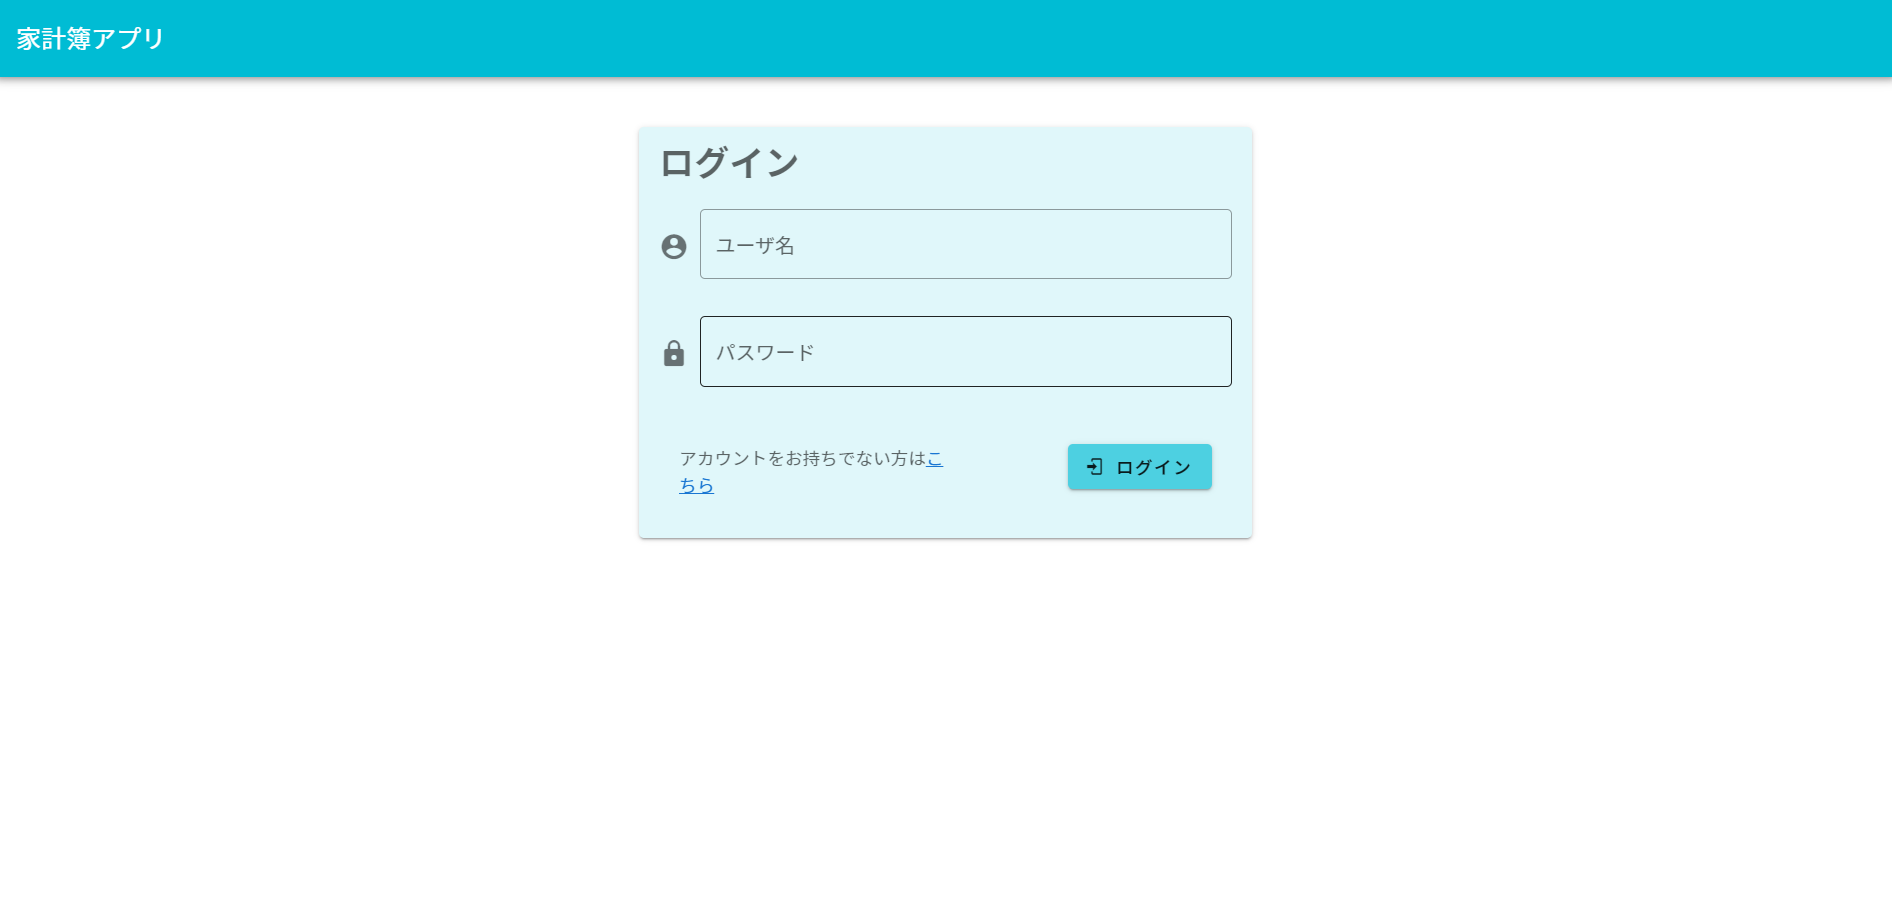 家計簿アプリ
ログイン
ユーザ名
パスワード
アカウントをお持ちでない方はこ
ちら
ログイン